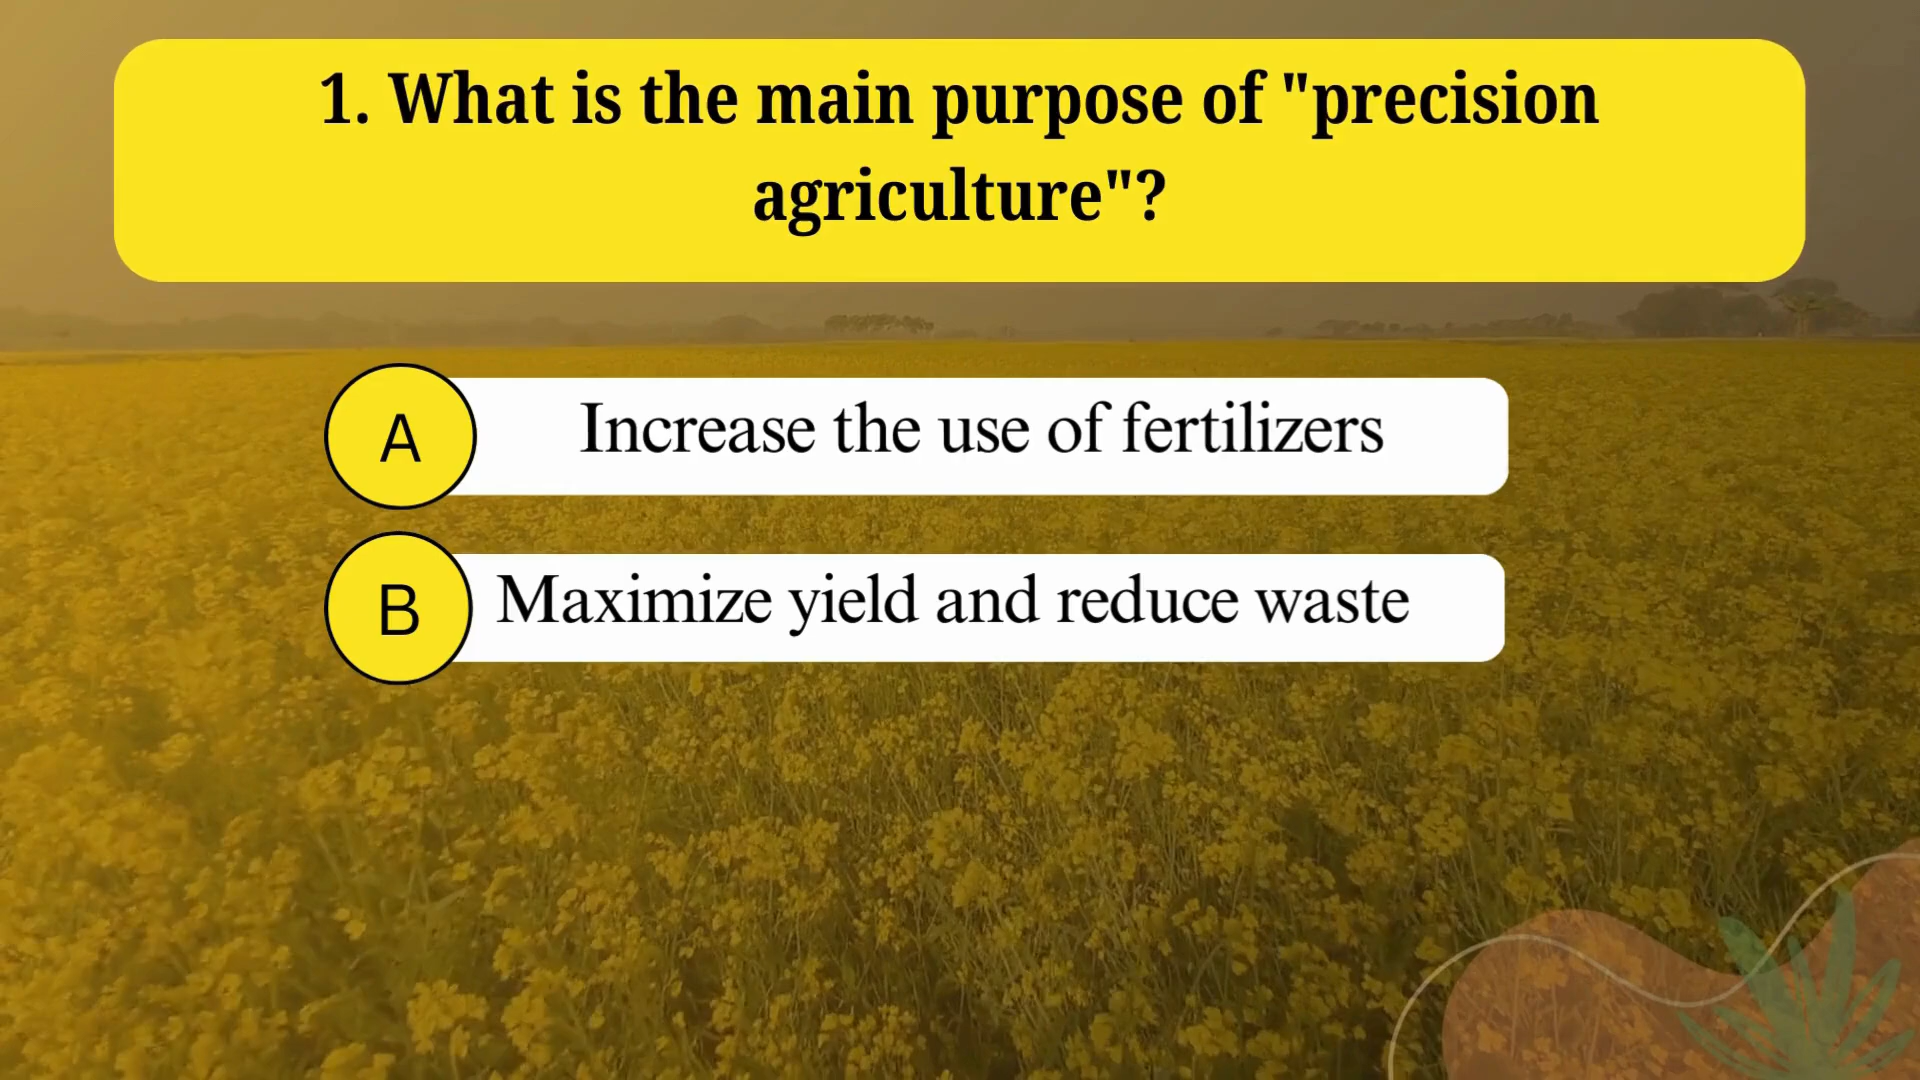 1. What is the main purpose of "precision
agriculture"?
A Increase the use of fertilizers
B Maximize yield and reduce waste